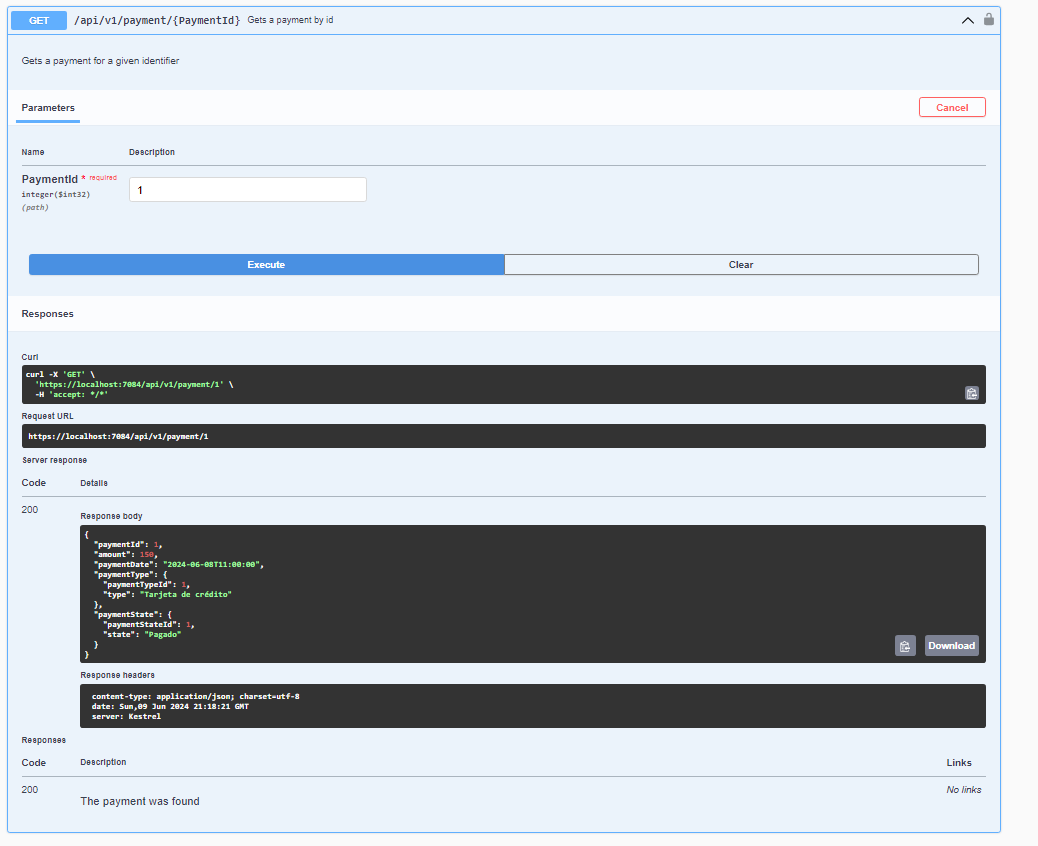 GET /api/v1/payment/{PaymentId} Gets a payment by id
Gets a payment for a given identifier
Parameters Cancel
Name Description
PaymentId * required
1
integer($int32)
(path)
Execute Clear
Responses
Curl
curl -X 'GET' \
'https://localhost:7084/api/v1/payment/1' \
-H 'accept: */*'
Request URL
https://localhost:7084/api/v1/payment/1
Server response
Code Details
200
Response body
{
"paymentId": 1,
"amount": 150,
"paymentDate": "2024-06-08T11:00:00",
"paymentType": {
"paymentTypeId": 1,
"type": "Tarjeta de crédito"
},
"paymentState": {
"paymentStateId": 1,
"state": "Pagado"
}
}
Download
Response headers
content-type: application/json; charset=utf-8
date: Sun,09 Jun 2024 21:18:21 GMT
server: Kestrel
Responses
Code Description Links
200 No links
The payment was found